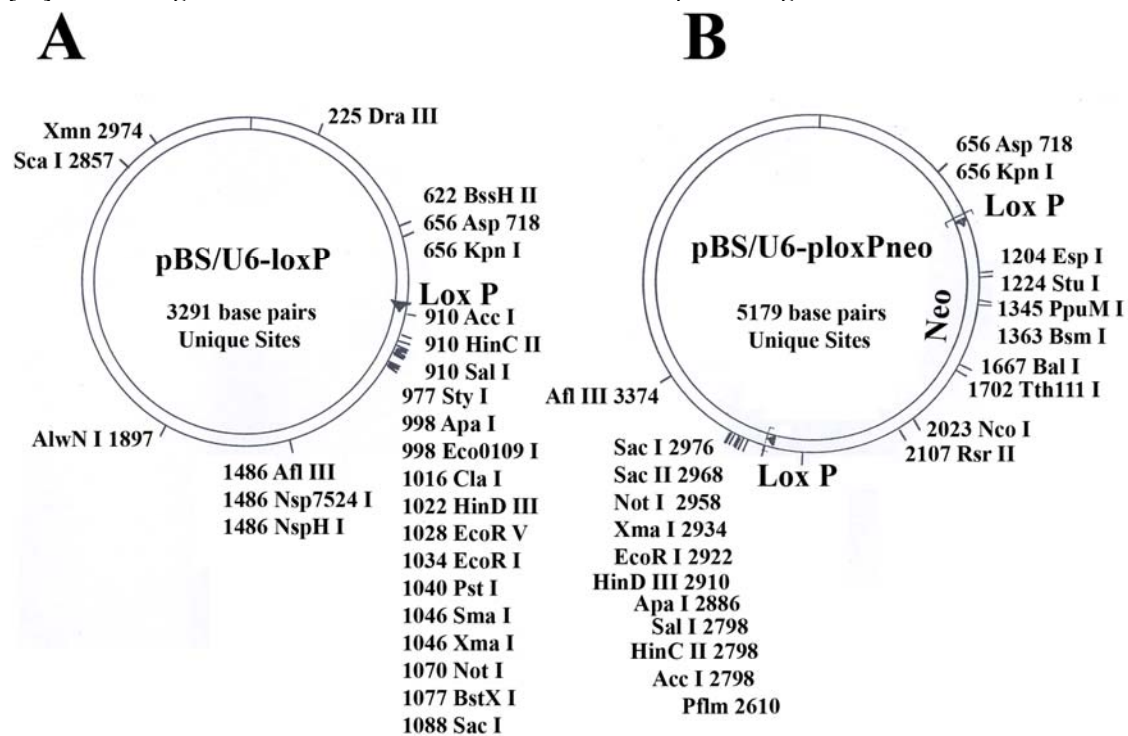 A
B
225 Dra III
Xmn 2974
Sca I 2857
622 BssH II
656 Asp 718
656 Kpn I
pBS/U6-loxP
3291 base pairs
Unique Sites
Lox P
910 Acc I
910 HinC II
910 Sal I
977 Sty I
998 Apa I
998 Eco0109 I
1016 Cla I
1022 HinD III
1028 EcoR V
1034 EcoR I
1040 Pst I
1046 Sma I
1046 Xma I
1070 Not I
1077 BstX I
1088 Sac I
AlwN I 1897
1486 Afl III
1486 Nsp7524 I
1486 NspH I
656 Asp 718
656 Kpn I
Lox P
pBS/U6-ploxPneo
5179 base pairs
Unique Sites
Neo
1204 Esp I
1224 Stu I
1345 PpuM I
1363 Bsm I
1667 Bal I
1702 Tth111 I
2023 Nco I
2107 Rsr II
Afl III 3374
Lox P
Sac I 2976
Sac II 2968
Not I 2958
Xma I 2934
EcoR I 2922
HinD III 2910
Apa I 2886
Sal I 2798
HinC II 2798
Acc I 2798
Pflm 2610